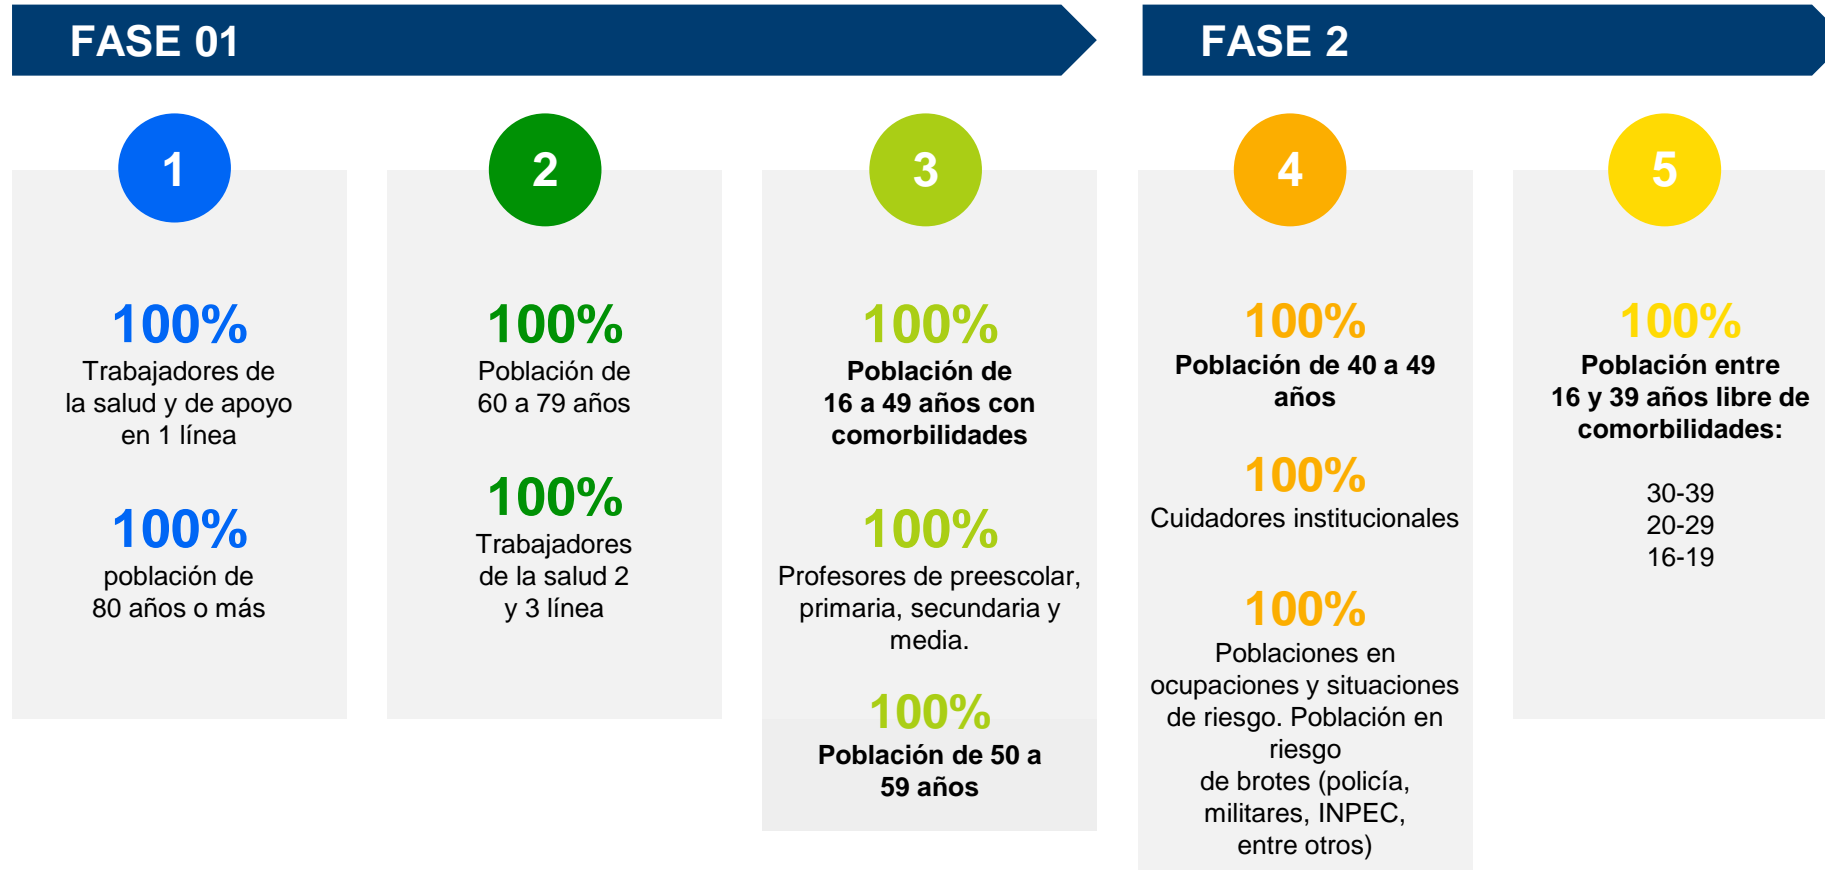 FASE 01
FASE 2
1
100%
Trabajadores de
la salud y de apoyo
en 1 línea
100%
población de
80 años o más
2
100%
Población de
60 a 79 años
100%
Trabajadores
de la salud 2
y 3 línea
3
100%
Población de
16 a 49 años con
comorbilidades
100%
Profesores de preescolar,
primaria, secundaria y
media.
100%
Población de 50 a
59 años
4
100%
Población de 40 a 49
años
100%
Cuidadores institucionales
100%
Poblaciones en
ocupaciones y situaciones
de riesgo. Población en
riesgo
de brotes (policía,
militares, INPEC,
entre otros)
5
100%
Población entre
16 y 39 años libre de
comorbilidades:
30-39
20-29
16-19